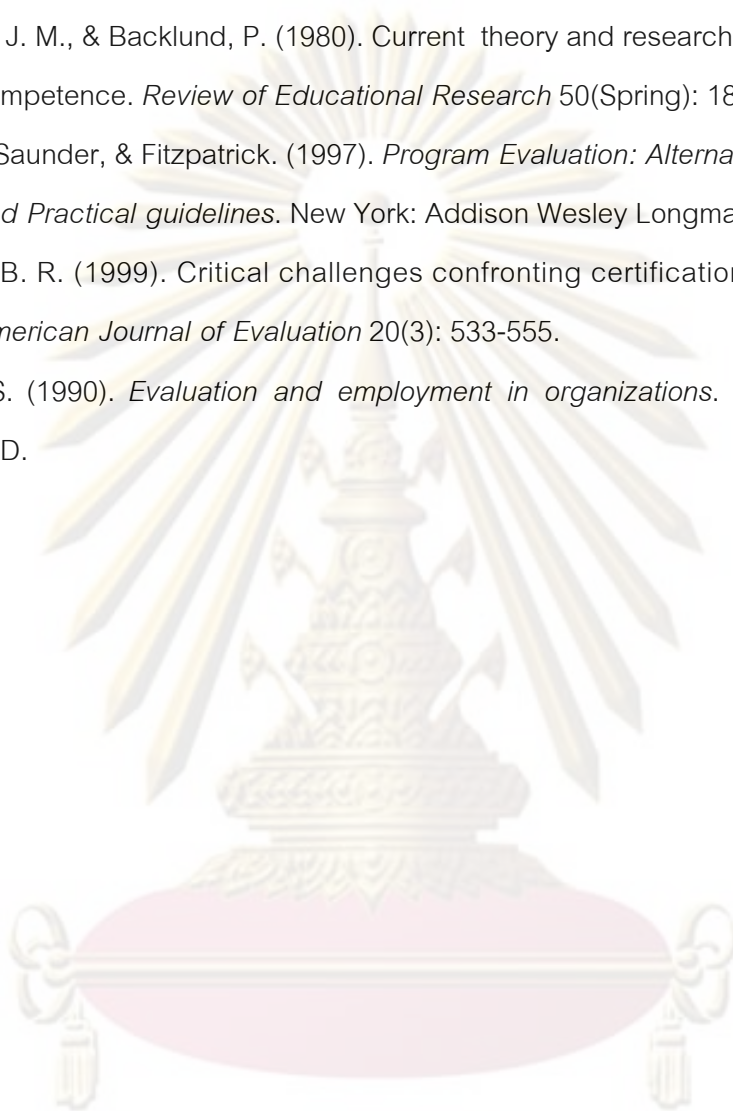 J. M., & Backlund, P. (1980). Current theory and research
mpetence. Review of Educational Research 50(Spring): 18
Saunder, & Fitzpatrick. (1997). Program Evaluation: Alterna
d Practical guidelines. New York: Addison Wesley Longma
B. R. (1999). Critical challenges confronting certification
merican Journal of Evaluation 20(3): 533-555.
S. (1990). Evaluation and employment in organizations.
D.